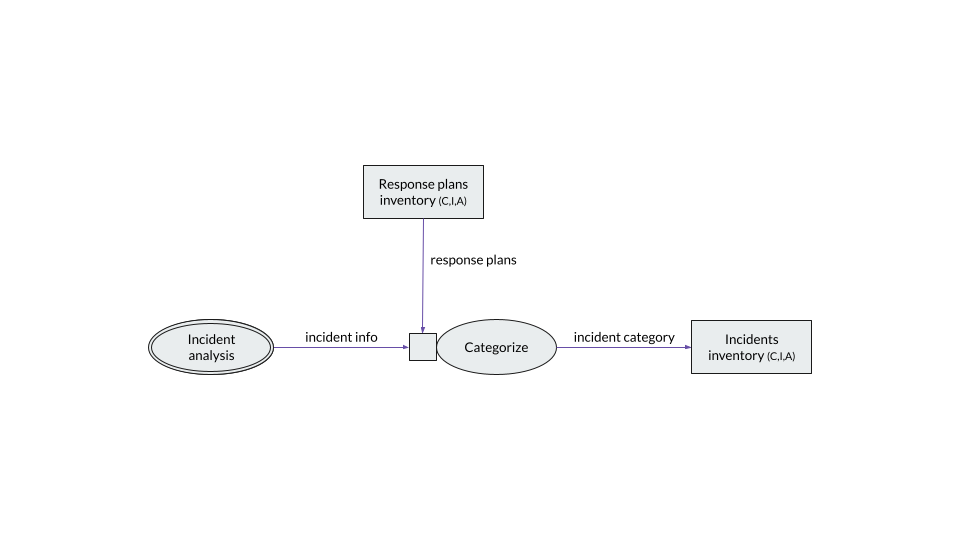 Response plans
inventory (C,I,A)
response plans
Incident
analysis
incident info
Categorize
incident category
Incidents
inventory (C,I,A)